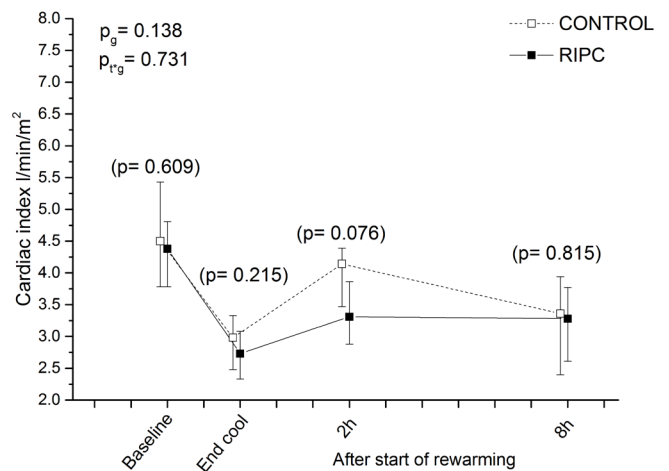 8.0
7.5
7.0
6.5
6.0
5.5
5.0
4.5
4.0
3.5
3.0
2.5
2.0
Cardiac index l/min/m²
p_g = 0.138
p_t*g = 0.731
CONTROL
RIPC
(p= 0.609)
(p= 0.215)
(p= 0.076)
(p= 0.815)
Baseline
End cool
2h
8h
After start of rewarming